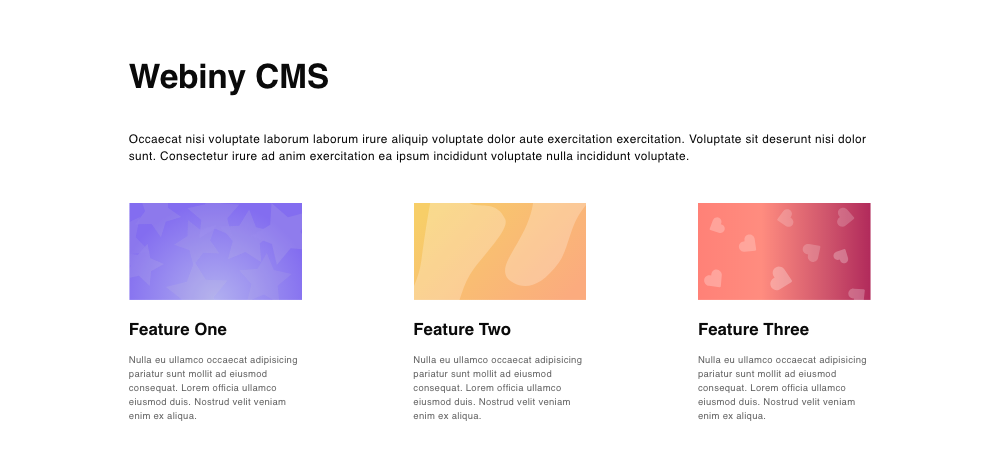 Webiny CMS
Occaecat nisi voluptate laborum laborum irure aliquip voluptate dolor aute exercitation exercitation. Voluptate sit deserunt nisi dolor
sunt. Consectetur irure ad anim exercitation ea ipsum incididunt voluptate nulla incididunt voluptate.
Feature One
Nulla eu ullamco occaecat adipisicing
pariatur sunt mollit ad eiusmod
consequat. Lorem officia ullamco
eiusmod duis. Nostrud velit veniam
enim ex aliqua.
Feature Two
Nulla eu ullamco occaecat adipisicing
pariatur sunt mollit ad eiusmod
consequat. Lorem officia ullamco
eiusmod duis. Nostrud velit veniam
enim ex aliqua.
Feature Three
Nulla eu ullamco occaecat adipisicing
pariatur sunt mollit ad eiusmod
consequat. Lorem officia ullamco
eiusmod duis. Nostrud velit veniam
enim ex aliqua.